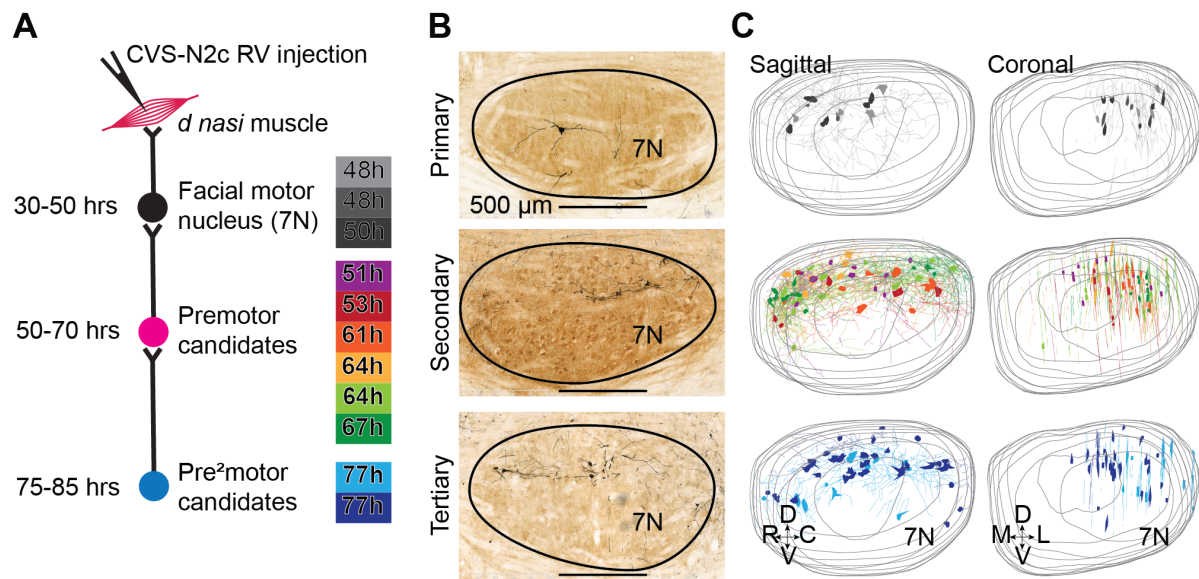 A
CVS-N2c RV injection
d nasi muscle
30-50 hrs
Facial motor
nucleus (7N)
50-70 hrs
Premotor
candidates
75-85 hrs
Pre²motor
candidates
48h
48h
50h
51h
53h
61h
64h
64h
67h
77h
77h
B
Primary
7N
500 µm
Secondary
7N
Tertiary
7N
C
Sagittal
Coronal
D
R C
V
7N
D
M L
V
7N